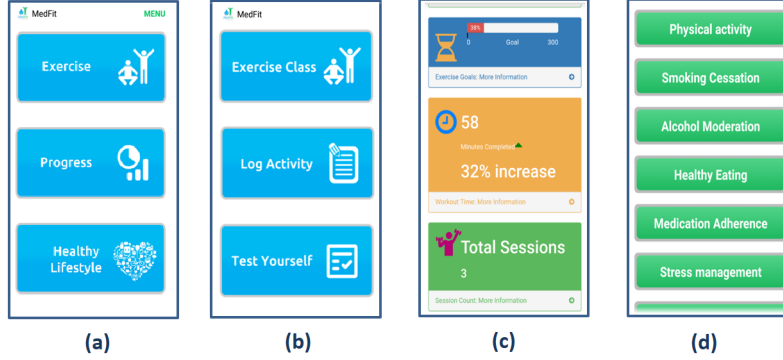 MedFit
MENU
Exercise
Progress
Healthy
Lifestyle
(a)
MedFit
Exercise Class
Log Activity
Test Yourself
(b)
38%
0 Goal 300
Exercise Goals: More Information
58
Minutes Completed
32% increase
Workout Time: More information
Total Sessions
3
Session Count: More Information
(c)
Physical activity
Smoking Cessation
Alcohol Moderation
Healthy Eating
Medication Adherence
Stress management
(d)